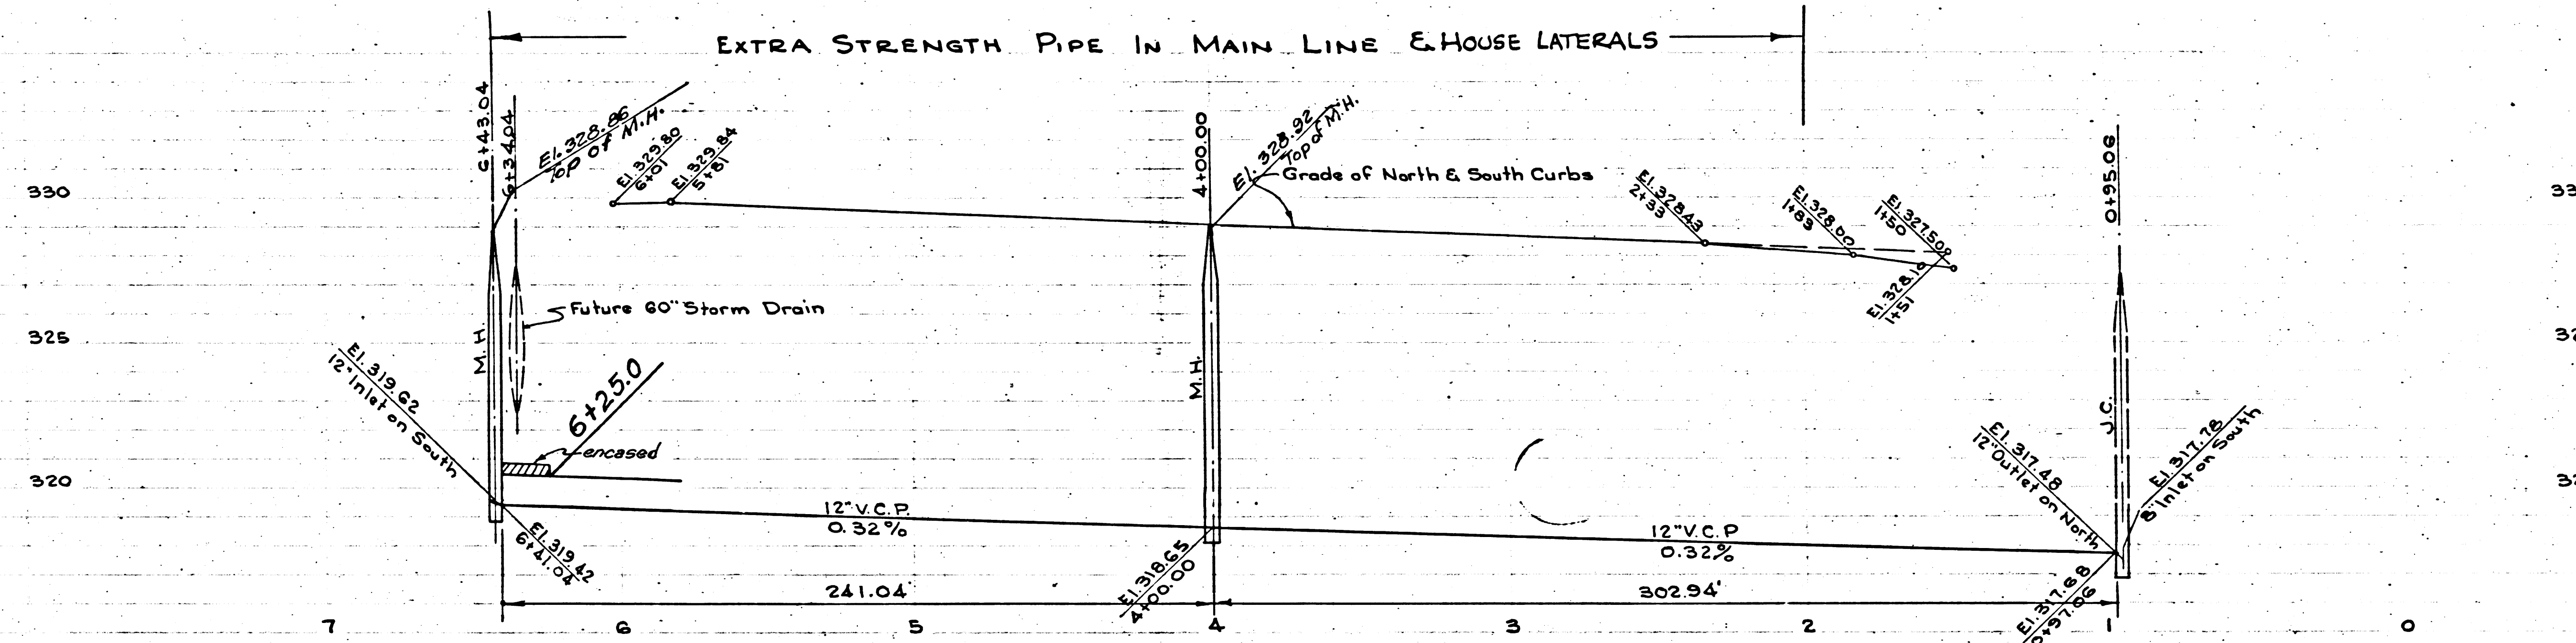 EXTRA STRENGTH PIPE IN MAIN LINE & HOUSE LATERALS
6+43.04
6+34.04
El. 328.86
Top of M.H.
El. 329.80
6+01
El. 329.84
5+81
4+00.00
El. 328.92
Top of M.H.
Grade of North & South Curbs
El. 328.43
2+33
El. 328.00
1+83
El. 327.50
1+50
El. 328.10
1+51
0+95.06
330
33
Future 60" Storm Drain
M.H.
M.H.
J.C.
325
32
El. 319.62
12" Inlet on South
6+25.0
encased
El. 317.48
12" Outlet on North
El. 317.78
8" Inlet on South
320
32
12" V.C.P.
0.32%
12" V.C.P
0.32%
El. 319.42
6+41.04
El. 318.65
4+00.00
El. 317.68
0+97.06
241.04'
302.94'
7 6 5 4 3 2 1 0